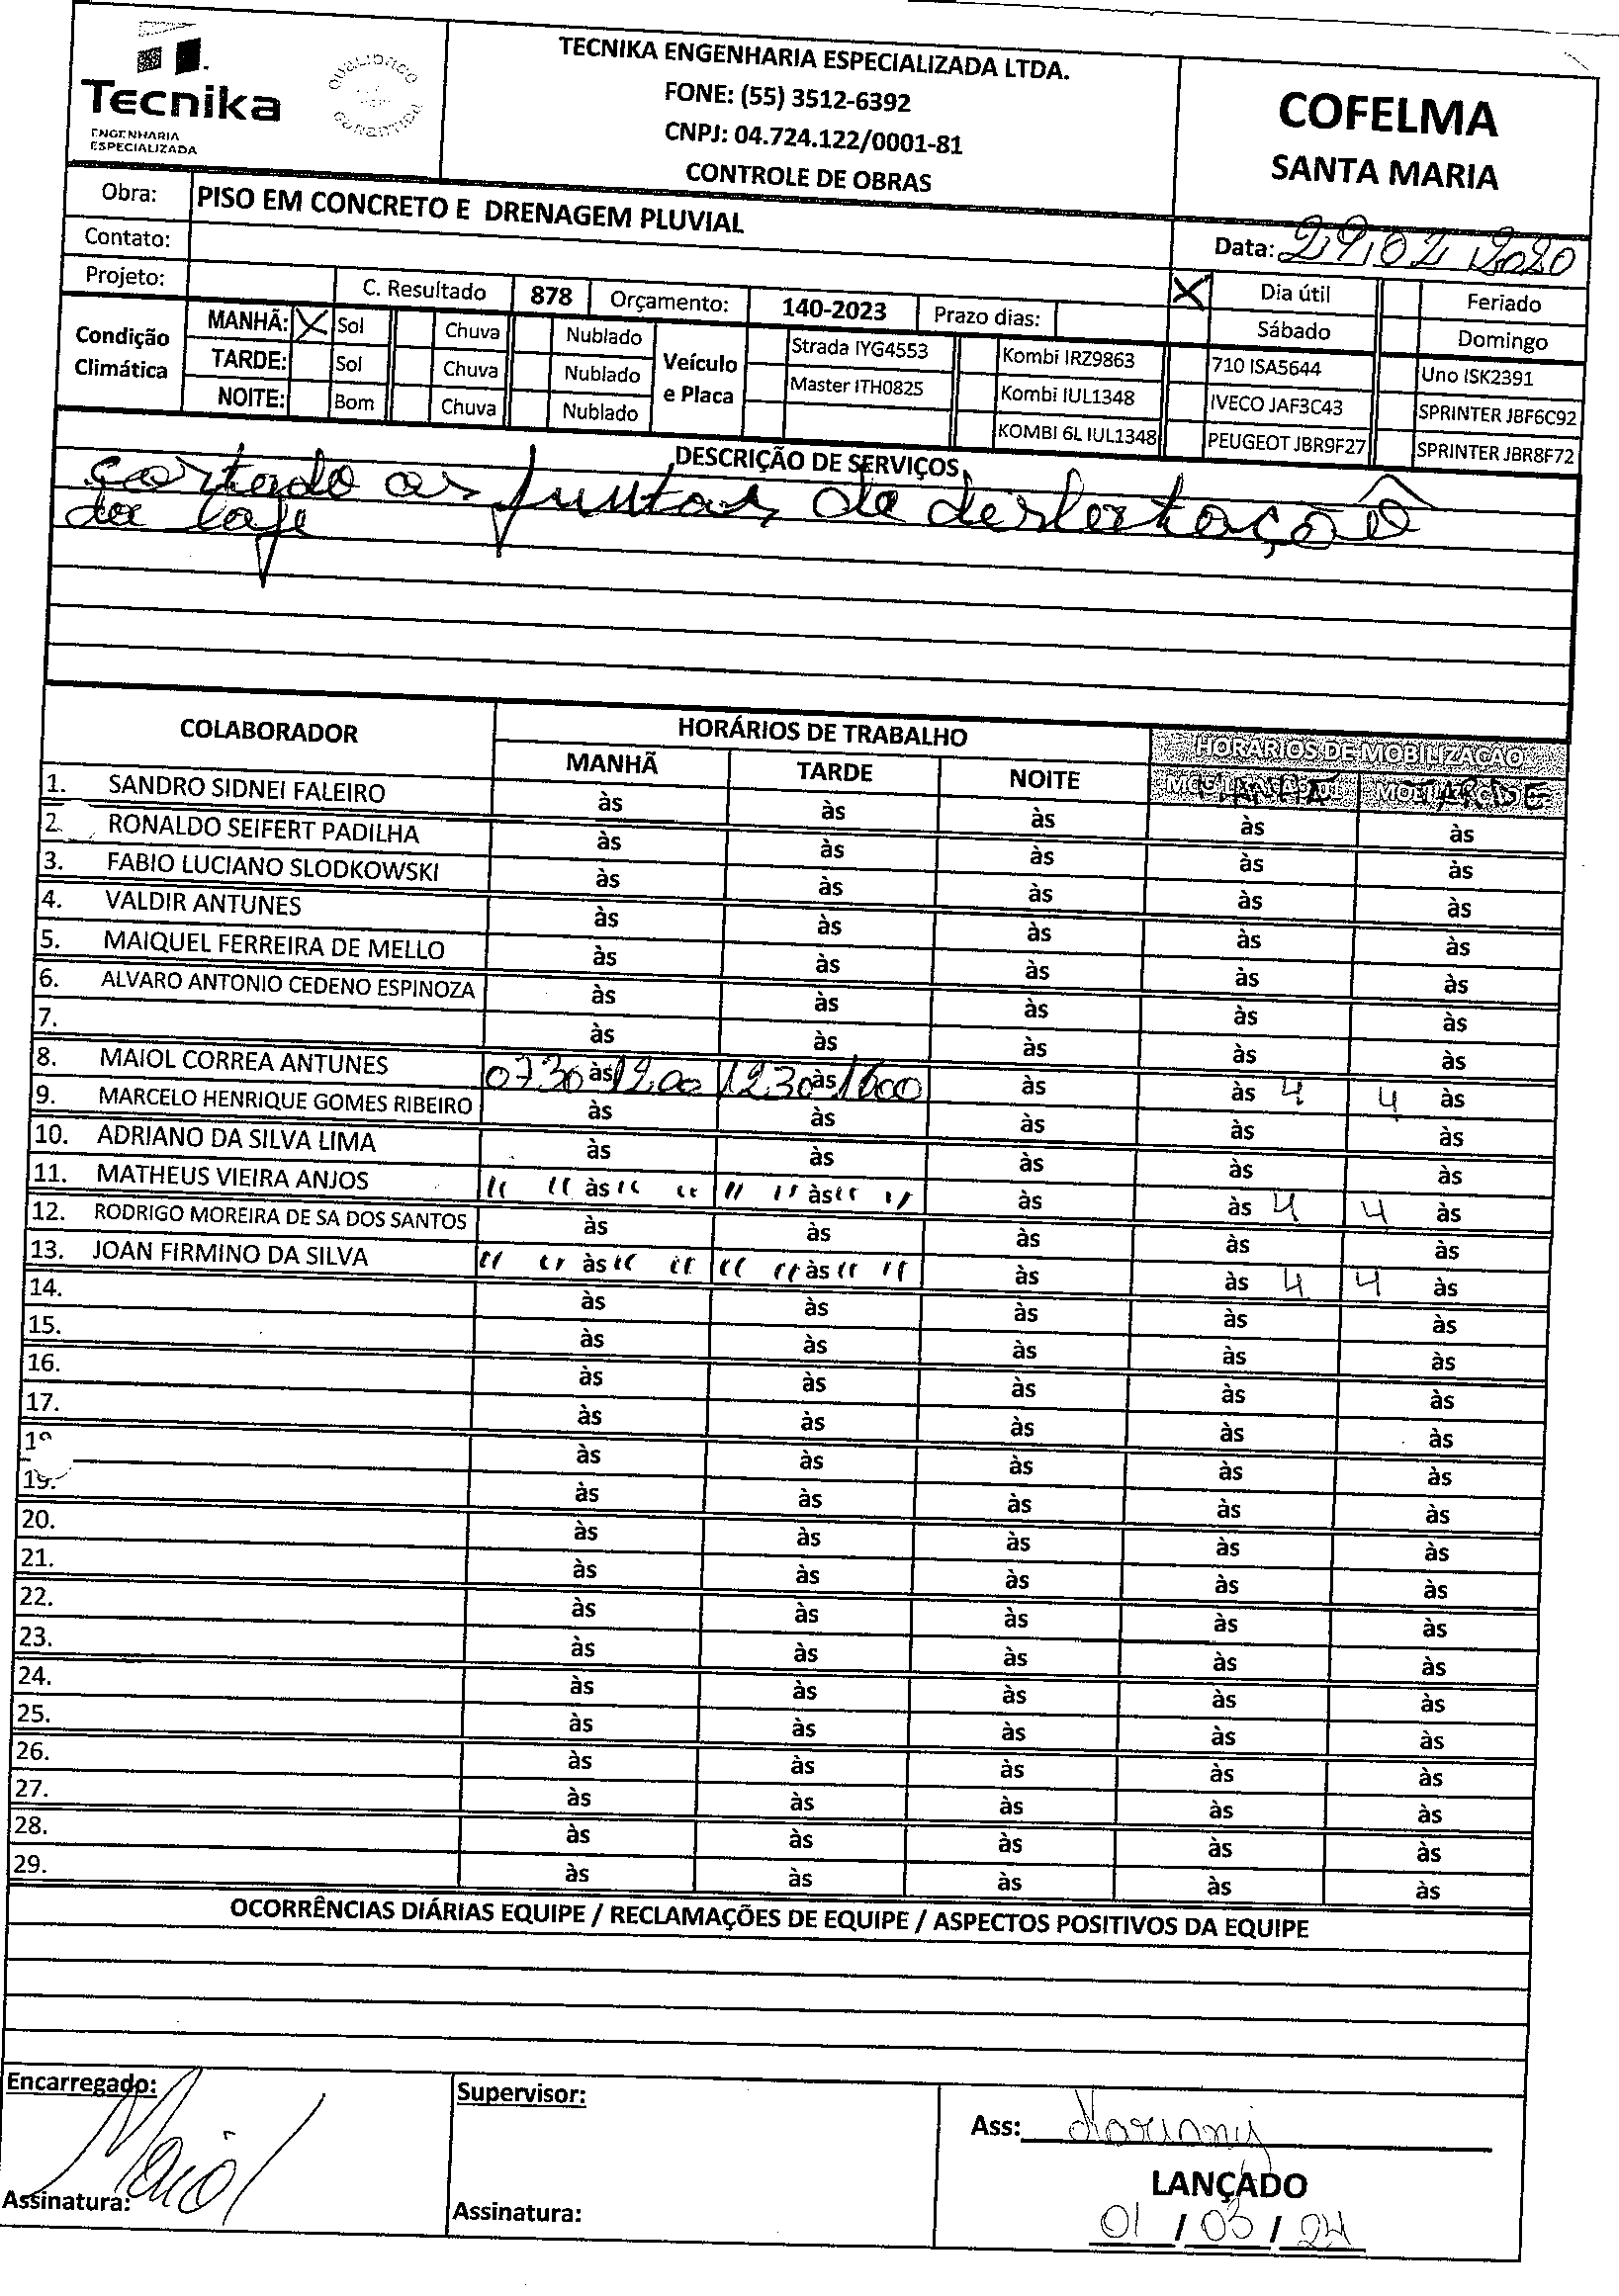 Tecnika
ENGENHARIA
ESPECIALIZADA
TECNIKA ENGENHARIA ESPECIALIZADA LTDA.
FONE: (55) 3512-6392
CNPJ: 04.724.122/0001-81
CONTROLE DE OBRAS
COFELMA
SANTA MARIA
Obra: PISO EM CONCRETO E DRENAGEM PLUVIAL
Contato:
Data: 29.02.2020
Projeto: C. Resultado 878 Orçamento: 140-2023 Prazo dias: X Dia útil Feriado
Sábado Domingo
Condição Climática
MANHÃ: X Sol Chuva Nublado
TARDE: Sol Chuva Nublado
NOITE: Bom Chuva Nublado
Veículo e Placa
Strada IYG4553 Kombi IRZ9863 710 ISA5644 Uno ISK2391
Master ITH0825 Kombi IUL1348 IVECO JAF3C43 SPRINTER JBF6C92
KOMBI 6L IUL1348 PEUGEOT JBR9F27 SPRINTER JBR8F72
DESCRIÇÃO DE SERVIÇOS
cortado as juntas de
da laje
COLABORADOR HORÁRIOS DE TRABALHO HORÁRIOS DE MOBILIZAÇÃO
MANHÃ TARDE NOITE MANHÃ TARDE
1. SANDRO SIDNEI FALEIRO às às às às às
2. RONALDO SEIFERT PADILHA às às às às às
3. FABIO LUCIANO SLODKOWSKI às às às às às
4. VALDIR ANTUNES às às às às às
5. MAIQUEL FERREIRA DE MELLO às às às às às
6. ALVARO ANTONIO CEDENO ESPINOZA às às às às às
7. às às às às às
8. MAIOL CORREA ANTUNES 0730 às 1200 1230 às 1600 às às 4 4 às
9. MARCELO HENRIQUE GOMES RIBEIRO às às às às às
10. ADRIANO DA SILVA LIMA às às às às às
11. MATHEUS VIEIRA ANJOS " " às " " " " às " " às às 4 4 às
12. RODRIGO MOREIRA DE SA DOS SANTOS às às às às às
13. JOAN FIRMINO DA SILVA " " às " " " " às " " às às 4 4 às
14. às às às às às
15. às às às às às
16. às às às às às
17. às às às às às
18 às às às às às
19. às às às às às
20. às às às às às
21. às às às às às
22. às às às às às
23. às às às às às
24. às às às às às
25. às às às às às
26. às às às às às
27. às às às às às
28. às às às às às
29. às às às às às
OCORRÊNCIAS DIÁRIAS EQUIPE / RECLAMAÇÕES DE EQUIPE / ASPECTOS POSITIVOS DA EQUIPE
Encarregado: Supervisor:
Ass: Marianny
Maiol
LANÇADO
Assinatura: Assinatura:
01 / 03 / 24